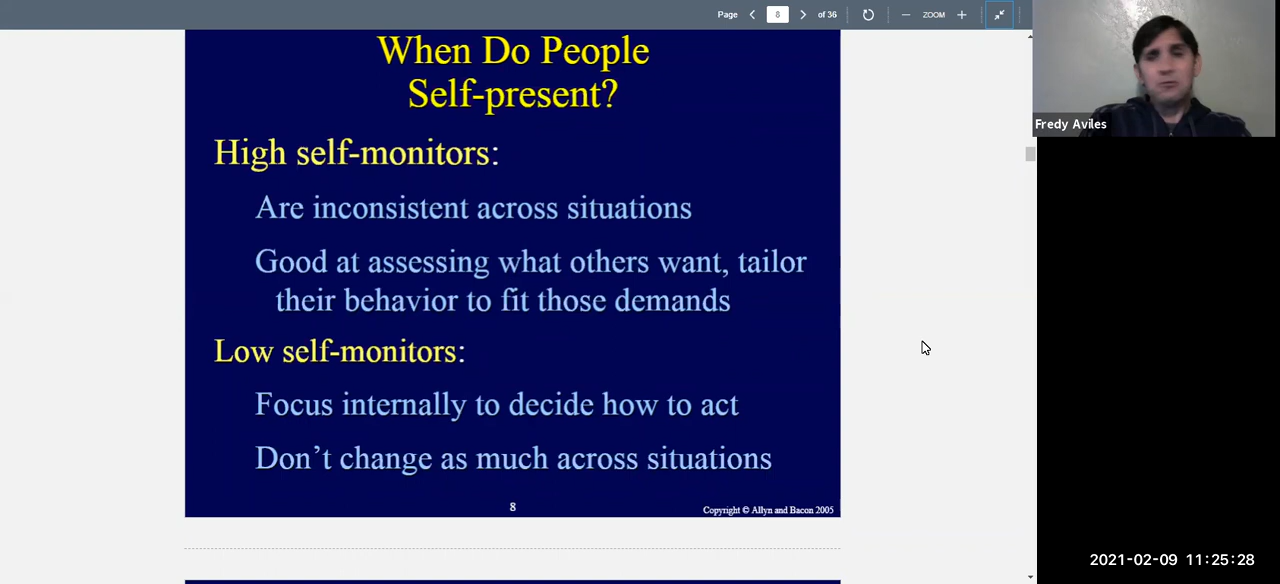 Page 8 of 36 ZOOM
When Do People
Self-present?
High self-monitors:
Are inconsistent across situations
Good at assessing what others want, tailor
their behavior to fit those demands
Low self-monitors:
Focus internally to decide how to act
Don’t change as much across situations
8
Copyright © Allyn and Bacon 2005
Fredy Aviles
2021-02-09 11:25:28